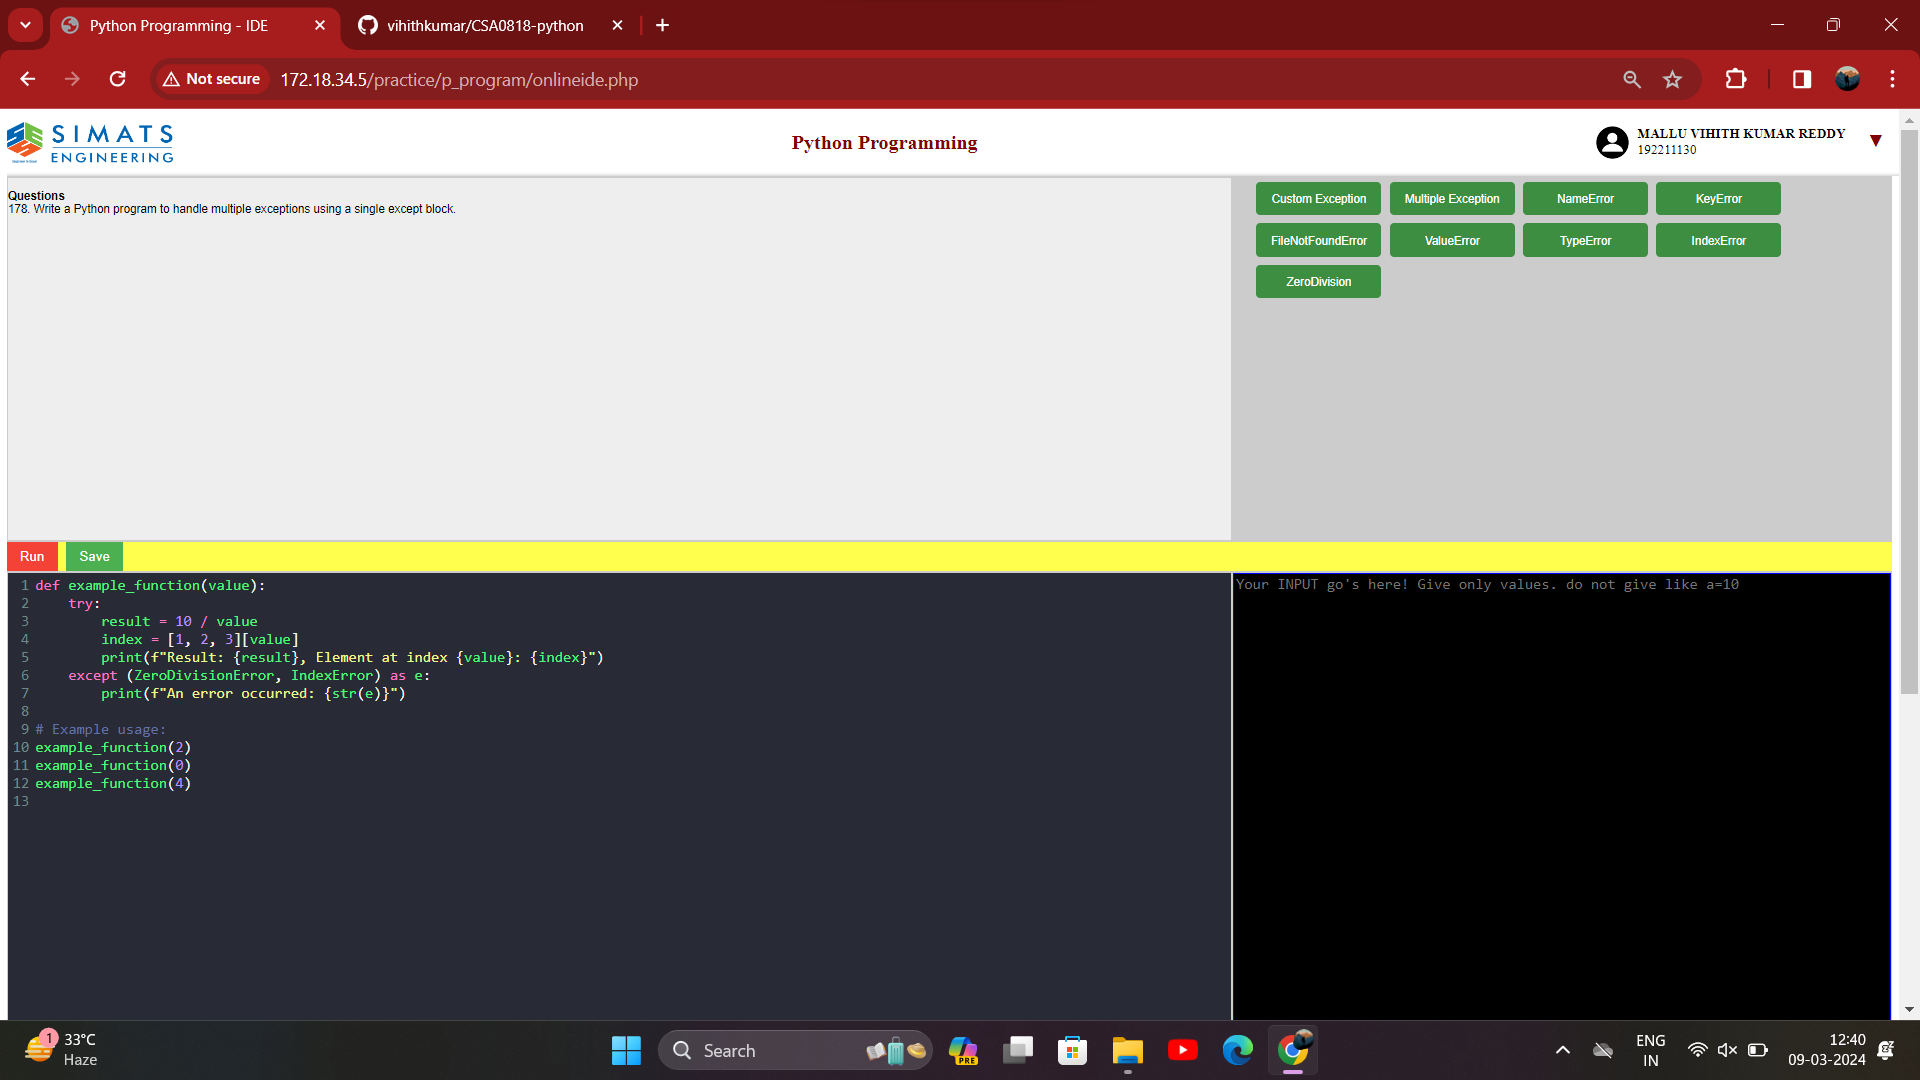 Python Programming - IDE
vihithkumar/CSA0818-python
Not secure
172.18.34.5/practice/p_program/onlineide.php
SIMATS
ENGINEERING
Python Programming
MALLU VIHITH KUMAR REDDY
192211130
Questions
178. Write a Python program to handle multiple exceptions using a single except block.
Custom Exception
Multiple Exception
NameError
KeyError
FileNotFoundError
ValueError
TypeError
IndexError
ZeroDivision
Run
Save
1 def example_function(value):
2     try:
3         result = 10 / value
4         index = [1, 2, 3][value]
5         print(f"Result: {result}, Element at index {value}: {index}")
6     except (ZeroDivisionError, IndexError) as e:
7         print(f"An error occurred: {str(e)}")
8
9 # Example usage:
10 example_function(2)
11 example_function(0)
12 example_function(4)
13
Your INPUT go's here! Give only values. do not give like a=10
1
33°C
Haze
Search
PRE
ENG
IN
12:40
09-03-2024